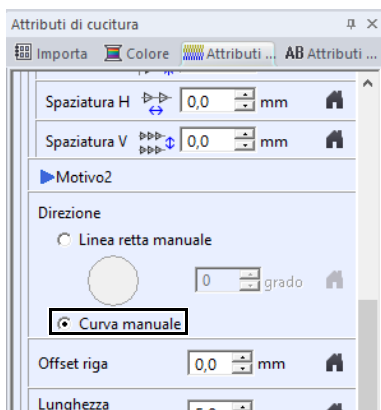 Attributi di cucitura
Importa Colore Attributi ... AB Attributi ...
Spaziatura H 0,0 mm
Spaziatura V 0,0 mm
Motivo2
Direzione
Linea retta manuale
0 grado
Curva manuale
Offset riga 0,0 mm
Lunghezza